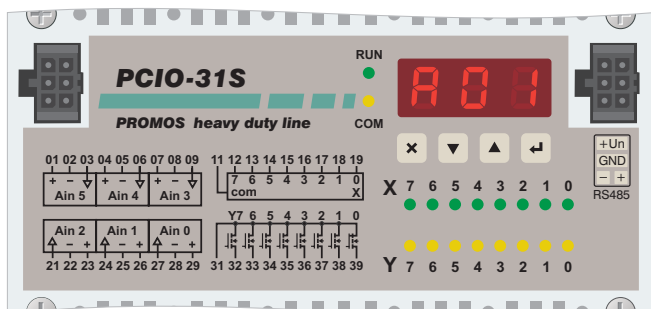 RUN
PCIO-31S
A01
PROMOS heavy duty line COM
+Un
GND
- +
RS485
01 02 03 04 05 06 07 08 09 11 12 13 14 15 16 17 18 19
+ - + - + - 7 6 5 4 3 2 1 0
Ain 5 Ain 4 Ain 3 com X
X 7 6 5 4 3 2 1 0
Ain 2 Ain 1 Ain 0 Y7 6 5 4 3 2 1 0
- + - + - +
21 22 23 24 25 26 27 28 29 31 32 33 34 35 36 37 38 39
Y 7 6 5 4 3 2 1 0